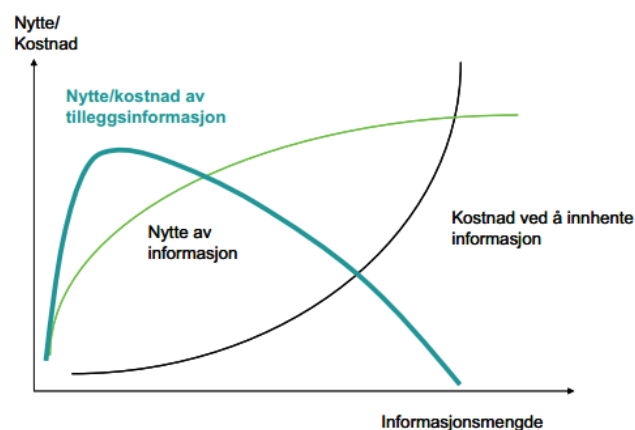 Nytte/
Kostnad
Nytte/kostnad av
tilleggsinformasjon
Nytte av
informasjon
Kostnad ved å innhente
informasjon
Informasjonsmengde